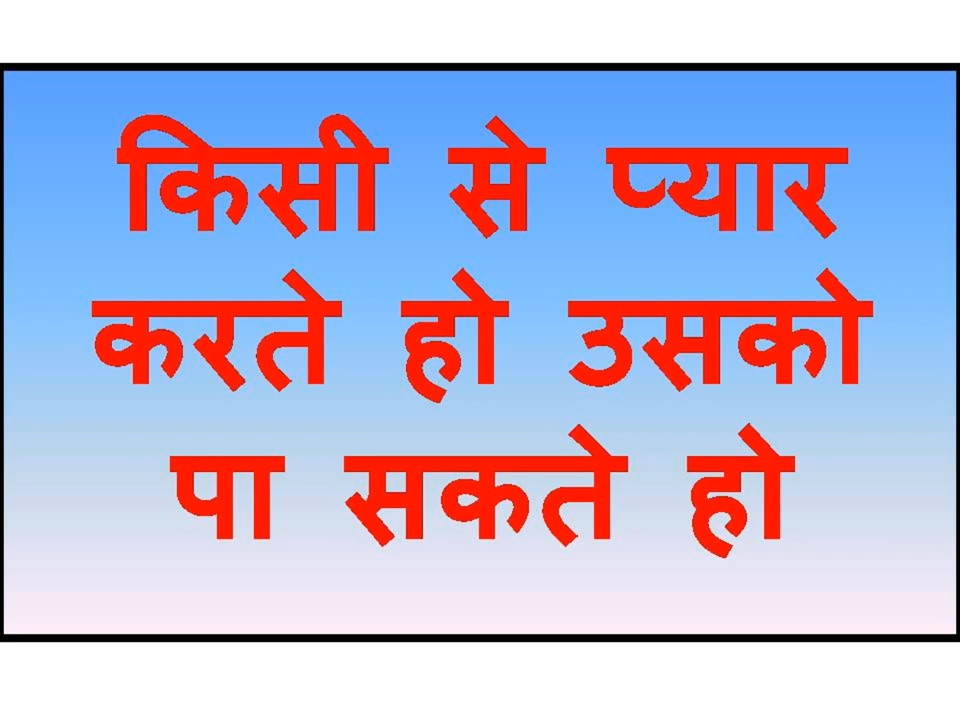 किसी से प्यार
करते हो उसको
पा सकते हो